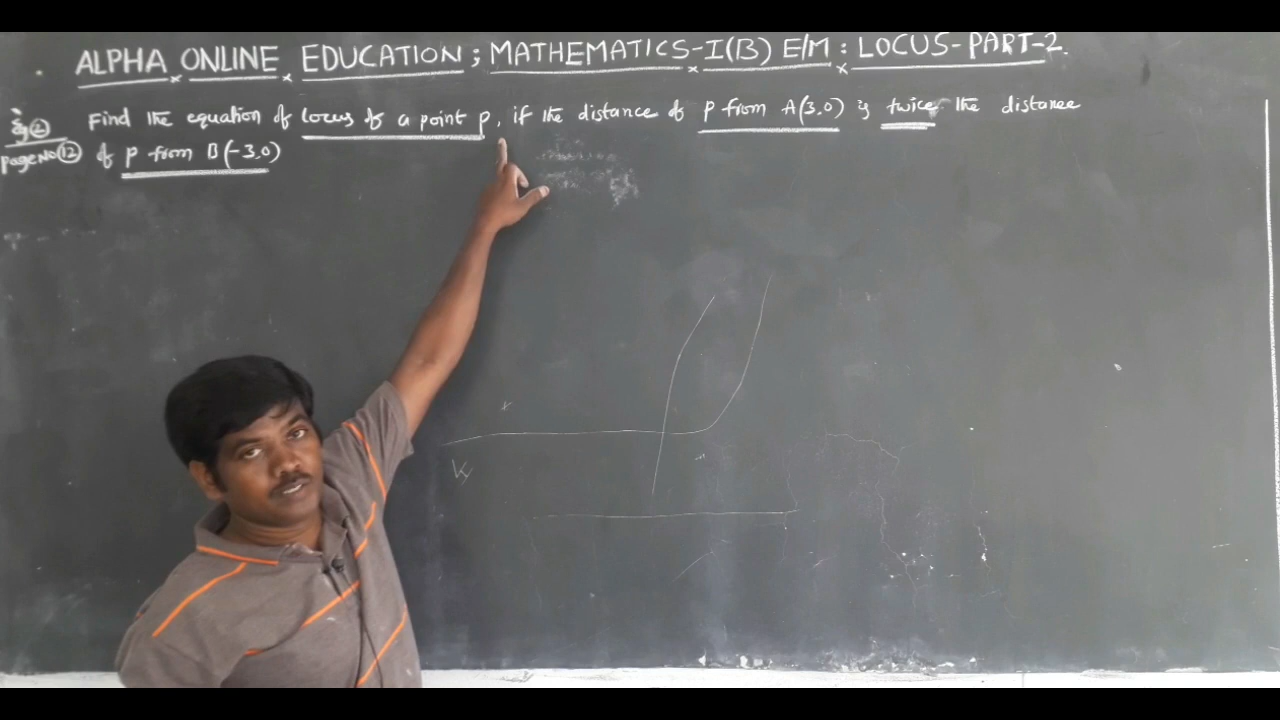 ALPHA ONLINE EDUCATION ; MATHEMATICS-I(B) E/M : LOCUS-PART-2.
Eg② Find the equation of locus of a point P, if the distance of P from A(3,0) is twice the distance
Page No ⑫ of P from B(-3,0)